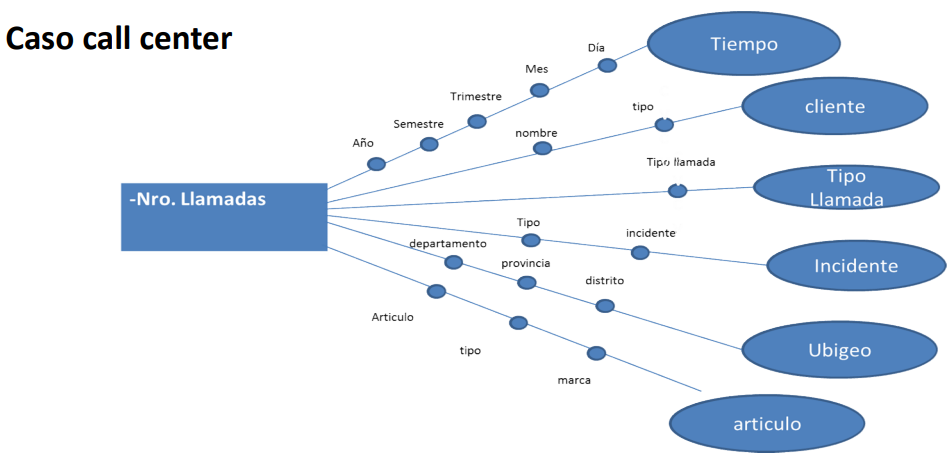 Caso call center
Día
Tiempo
Mes
Trimestre
Semestre
Año
tipo
cliente
nombre
Tipo llamada
Tipo
Llamada
-Nro. Llamadas
Tipo
incidente
departamento
provincia
Incidente
distrito
Articulo
Ubigeo
tipo
marca
articulo